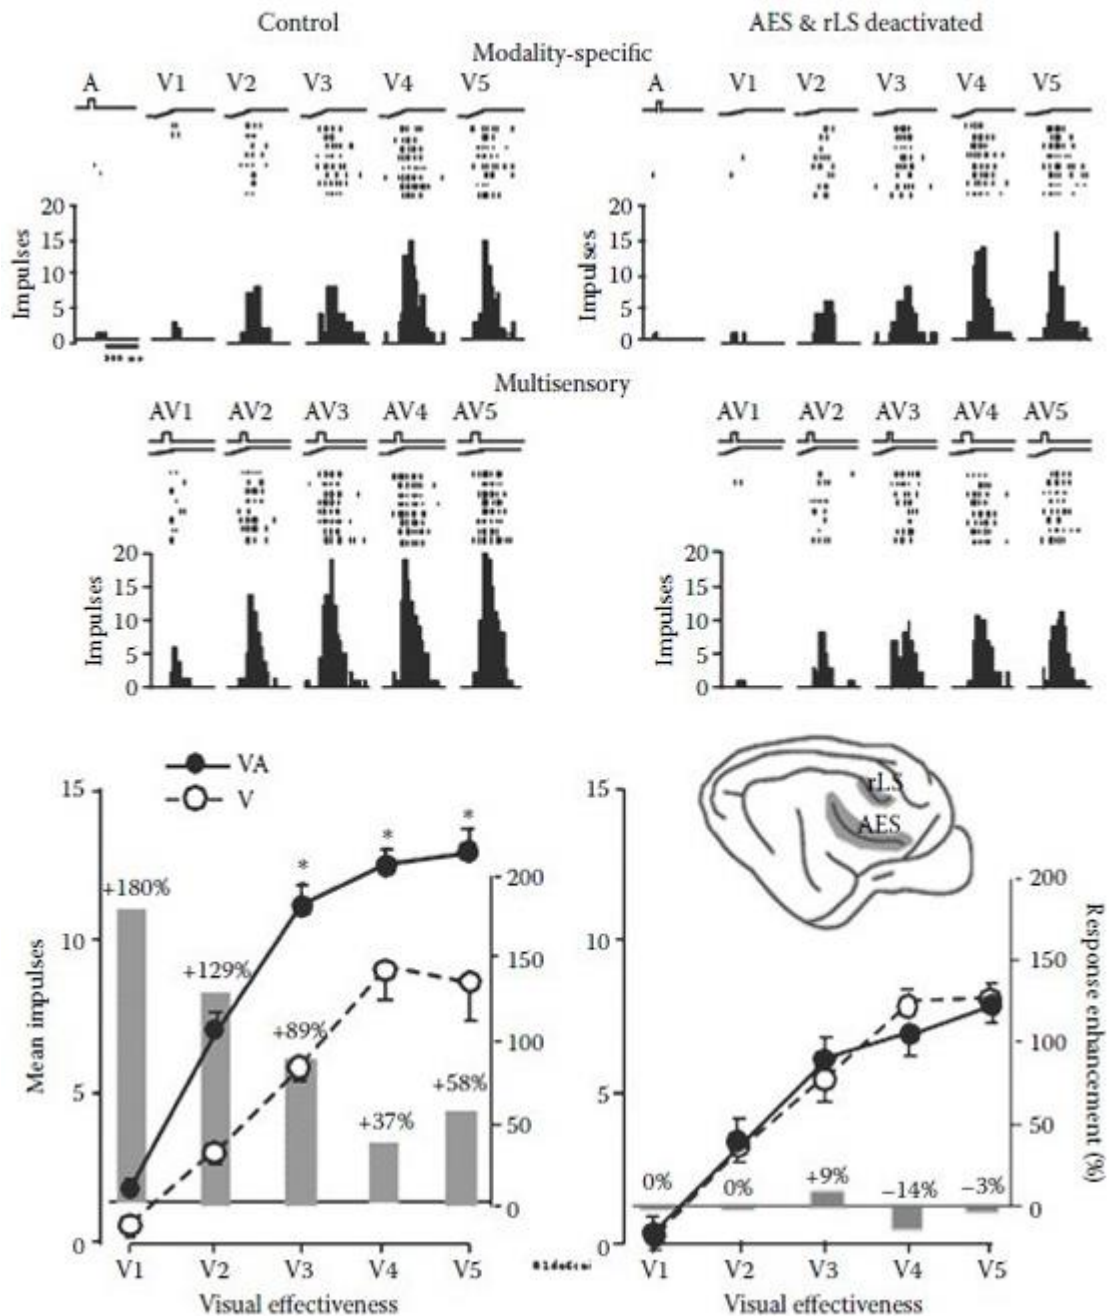 Control AES & rLS deactivated
Modality-specific
A V1 V2 V3 V4 V5 A V1 V2 V3 V4 V5
20 20
15 15
10 10
5 5
0 0
Impulses Impulses
Multisensory
AV1 AV2 AV3 AV4 AV5 AV1 AV2 AV3 AV4 AV5
20 20
15 15
10 10
5 5
0 0
Impulses Impulses
VA
V
rLS
AES
15 15
* * *
+180% 200 200
10 10
+129% 150 150
+89% 100 100
5 5
+58%
+37% 50 50
0% 0% +9% −14% −3%
0 0
0 0
Mean impulses Response enhancement (%)
V1 V2 V3 V4 V5 V1 V2 V3 V4 V5
Visual effectiveness Visual effectiveness